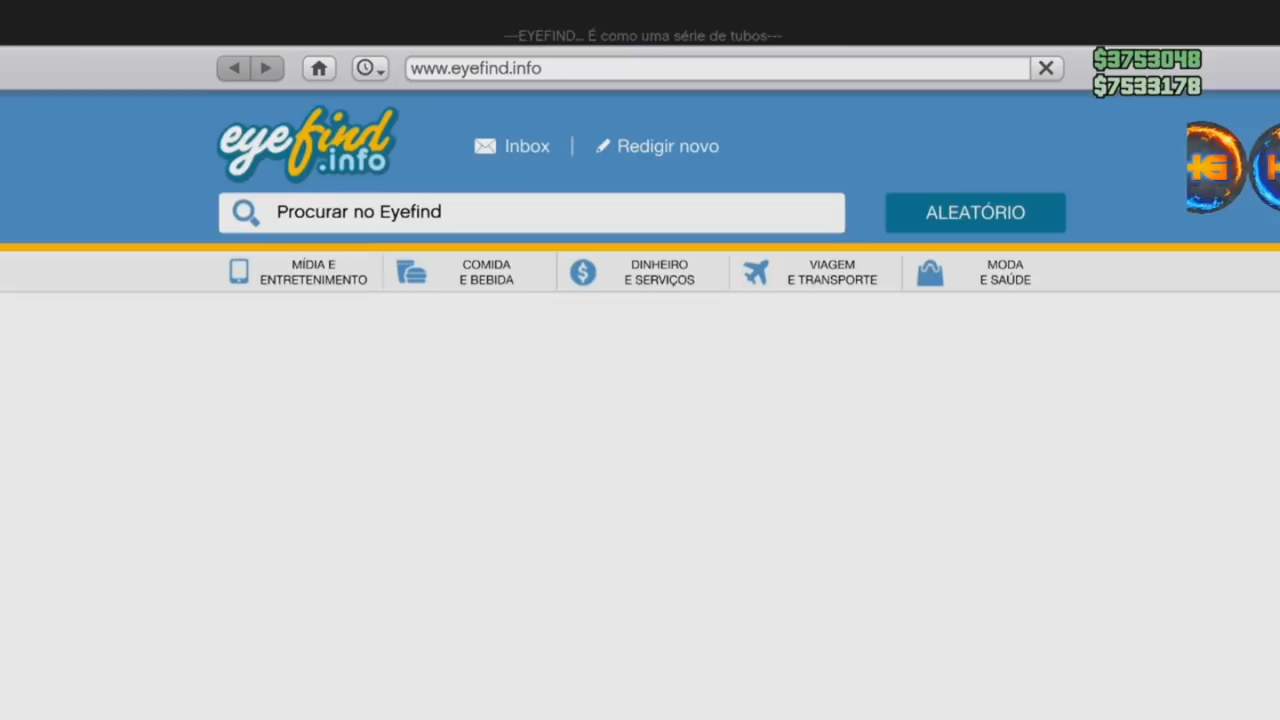 ---EYEFIND... É como uma série de tubos---
www.eyefind.info
$3753048
$7533178
eyefind
.info
Inbox
Redigir novo
HG
Procurar no Eyefind
ALEATÓRIO
MÍDIA E
ENTRETENIMENTO
COMIDA
E BEBIDA
DINHEIRO
E SERVIÇOS
VIAGEM
E TRANSPORTE
MODA
E SAÚDE